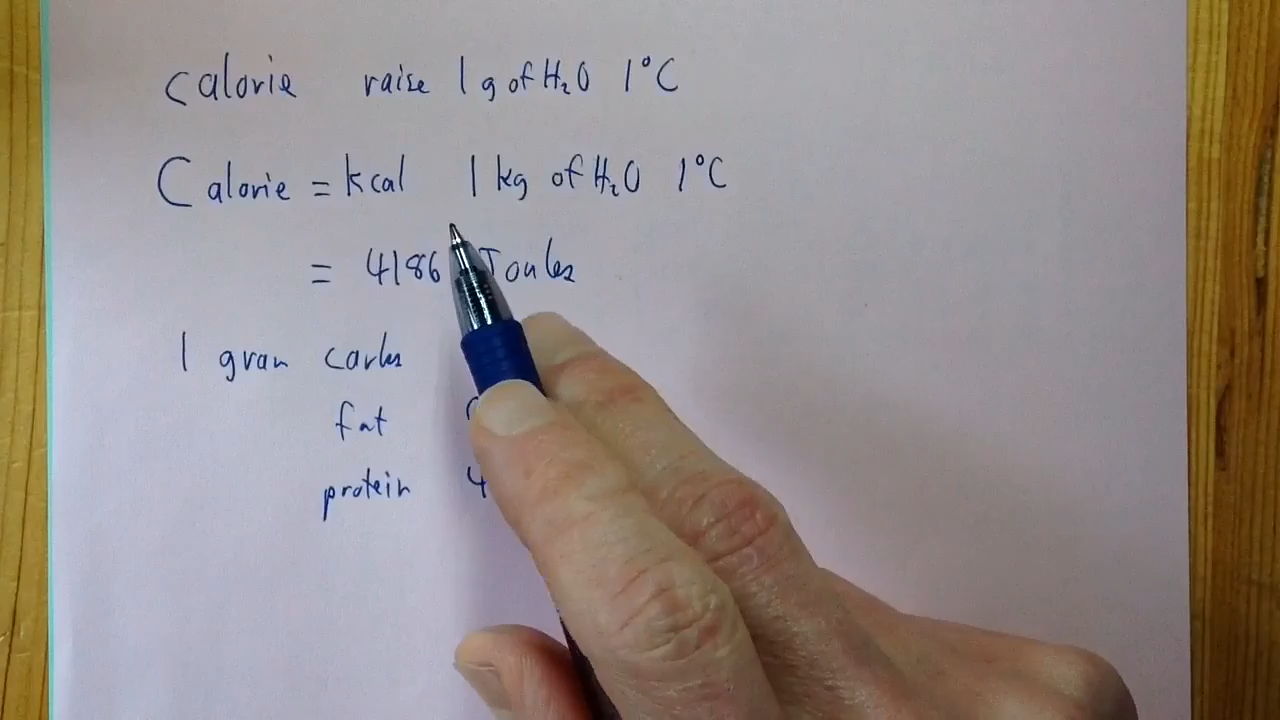 calorie raise 1g of H₂O 1°C
Calorie = kcal 1 kg of H₂O 1°C
= 4186 Joules
1 gram carbs
fat
protein 4